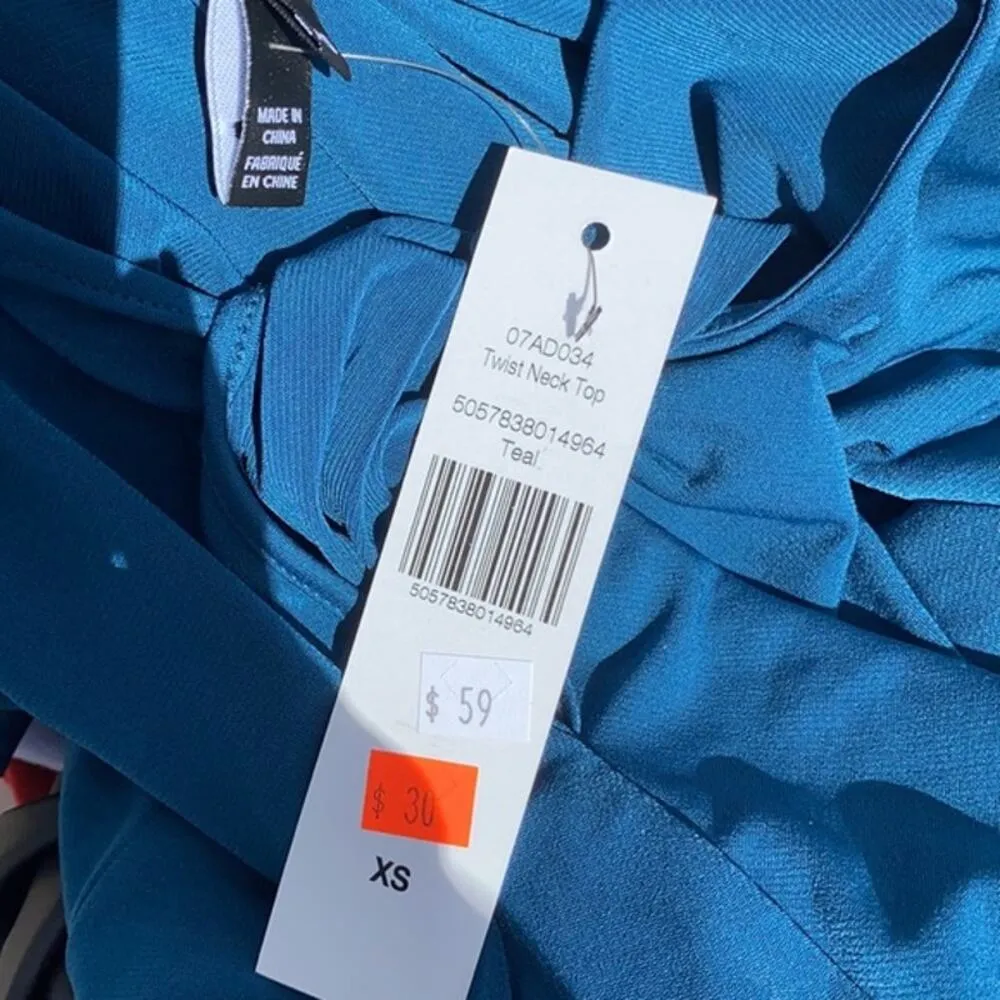 MADE IN
CHINA
FABRIQUÉ
EN CHINE
07AD034
Twist Neck Top
5057838014964
Teal
5057838014964
$ 59
$ 30
XS